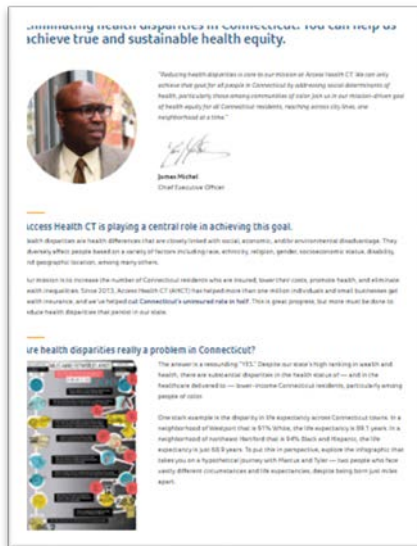 Eliminating health disparities in Connecticut. You can help us
achieve true and sustainable health equity.
"Reducing health disparities is core to our mission at Access Health CT. We can only
achieve that goal for all people in Connecticut by addressing social determinants of
health, particularly those among communities of color. Join us in our mission-driven goal
of health equity for all Connecticut residents, reaching across city lines, one
neighborhood at a time."
James Michel
Chief Executive Officer
Access Health CT is playing a central role in achieving this goal.
Health disparities are health differences that are closely linked with social, economic, and/or environmental disadvantage. They
adversely affect people based on a variety of factors including race, ethnicity, religion, gender, socioeconomic status, disability,
and geographic location, among many others.
Our mission is to increase the number of Connecticut residents who are insured, lower their costs, promote health, and eliminate
health inequalities. Since 2013, Access Health CT (AHCT) has helped more than one million individuals and small businesses get
health insurance, and we've helped cut Connecticut's uninsured rate in half. This is great progress, but more must be done to
reduce health disparities that persist in our state.
Are health disparities really a problem in Connecticut?
The answer is a resounding "YES." Despite our state's high ranking in wealth and
health, there are substantial disparities in the health status of — and in the
healthcare delivered to — lower-income Connecticut residents, particularly among
people of color.
One stark example is the disparity in life expectancy across Connecticut towns. In a
neighborhood of Westport that is 91% White, the life expectancy is 89.1 years. In a
neighborhood of northeast Hartford that is 94% Black and Hispanic, the life
expectancy is just 68.9 years. To put this in perspective, explore the infographic that
takes you on a hypothetical journey with Marcus and Tyler — two people who face
vastly different circumstances and life expectancies, despite being born just miles
apart.